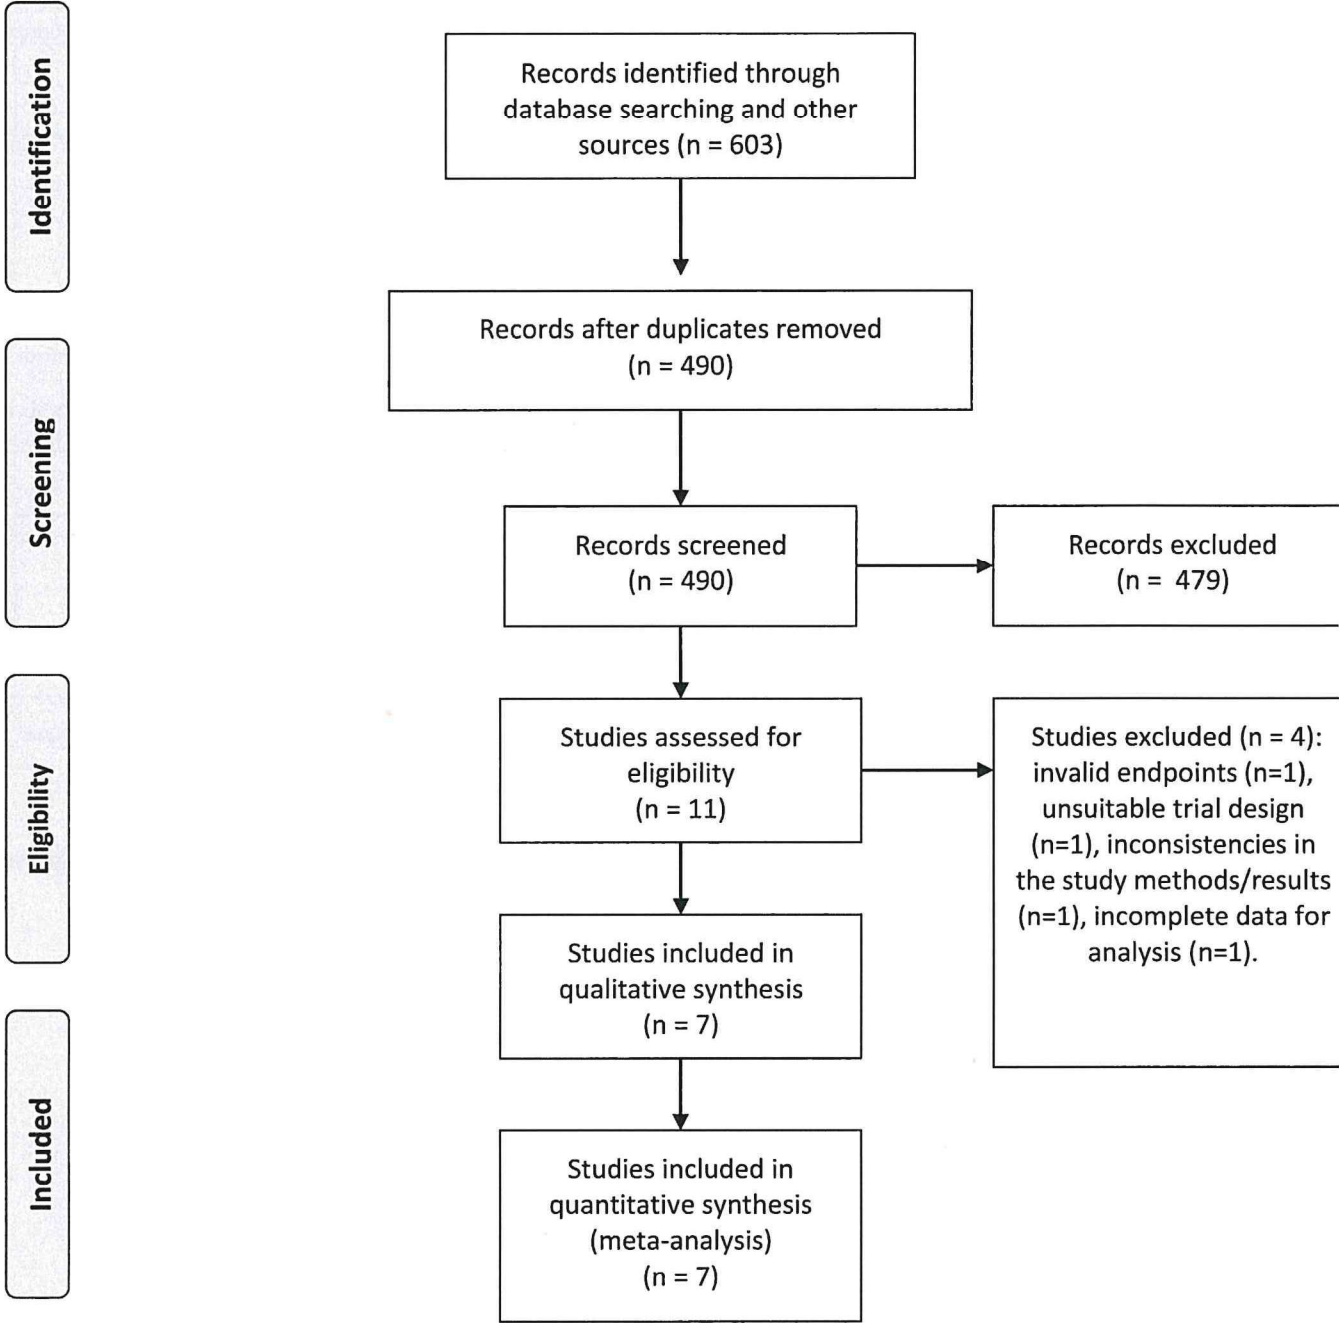 Identification
Records identified through
database searching and other
sources (n = 603)
Records after duplicates removed
(n = 490)
Screening
Records screened
(n = 490)
Records excluded
(n =  479)
Eligibility
Studies assessed for
eligibility
(n = 11)
Studies excluded (n = 4):
invalid endpoints (n=1),
unsuitable trial design
(n=1), inconsistencies in
the study methods/results
(n=1), incomplete data for
analysis (n=1).
Studies included in
qualitative synthesis
(n = 7)
Included
Studies included in
quantitative synthesis
(meta-analysis)
(n = 7)